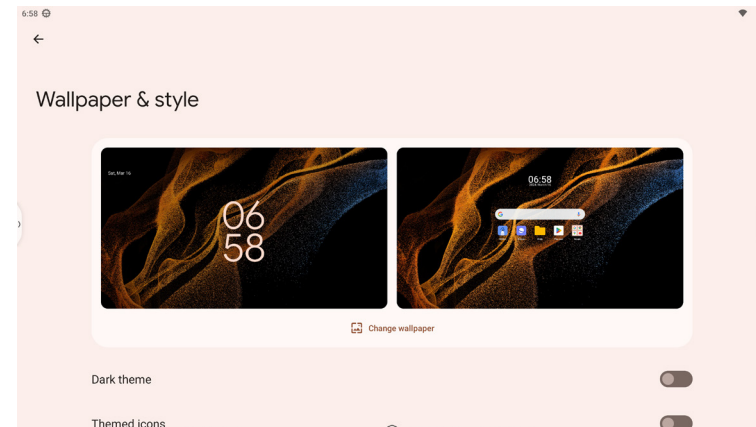 6:58
Wallpaper & style
Sat, Mar 16
06
58
06:58
Change wallpaper
Dark theme
Themed icons